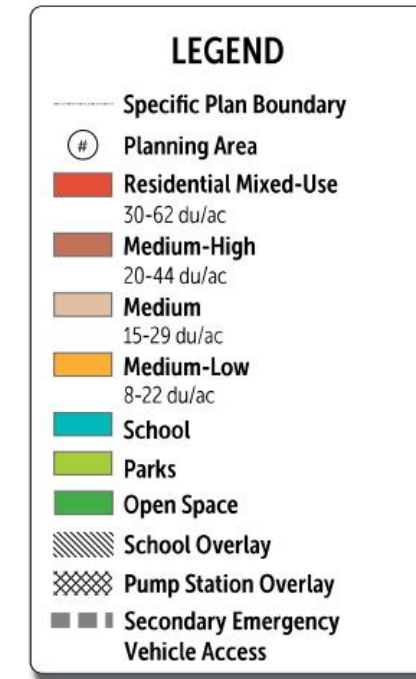 LEGEND
Specific Plan Boundary
#
Planning Area
Residential Mixed-Use
30-62 du/ac
Medium-High
20-44 du/ac
Medium
15-29 du/ac
Medium-Low
8-22 du/ac
School
Parks
Open Space
School Overlay
Pump Station Overlay
Secondary Emergency
Vehicle Access